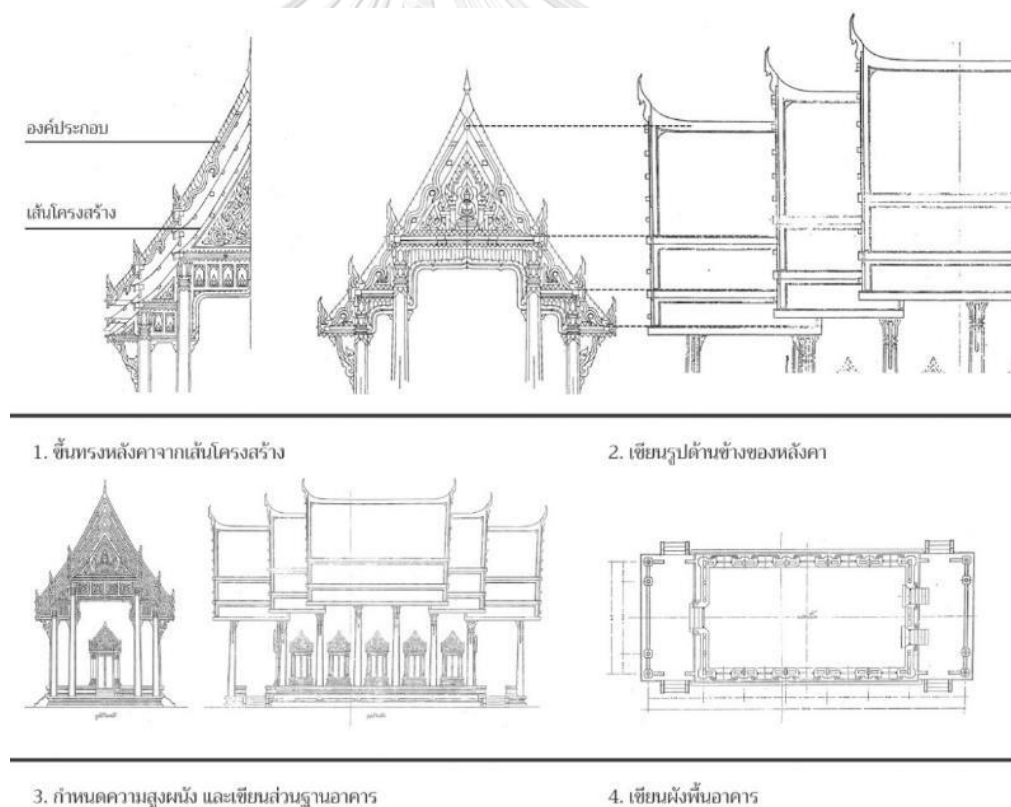 องค์ประกอบ
เส้นโครงสร้าง
1. ขึ้นทรงหลังคาจากเส้นโครงสร้าง
2. เขียนรูปด้านข้างของหลังคา
3. กำหนดความสูงผนัง และเขียนส่วนฐานอาคาร
4. เขียนผังพื้นอาคาร